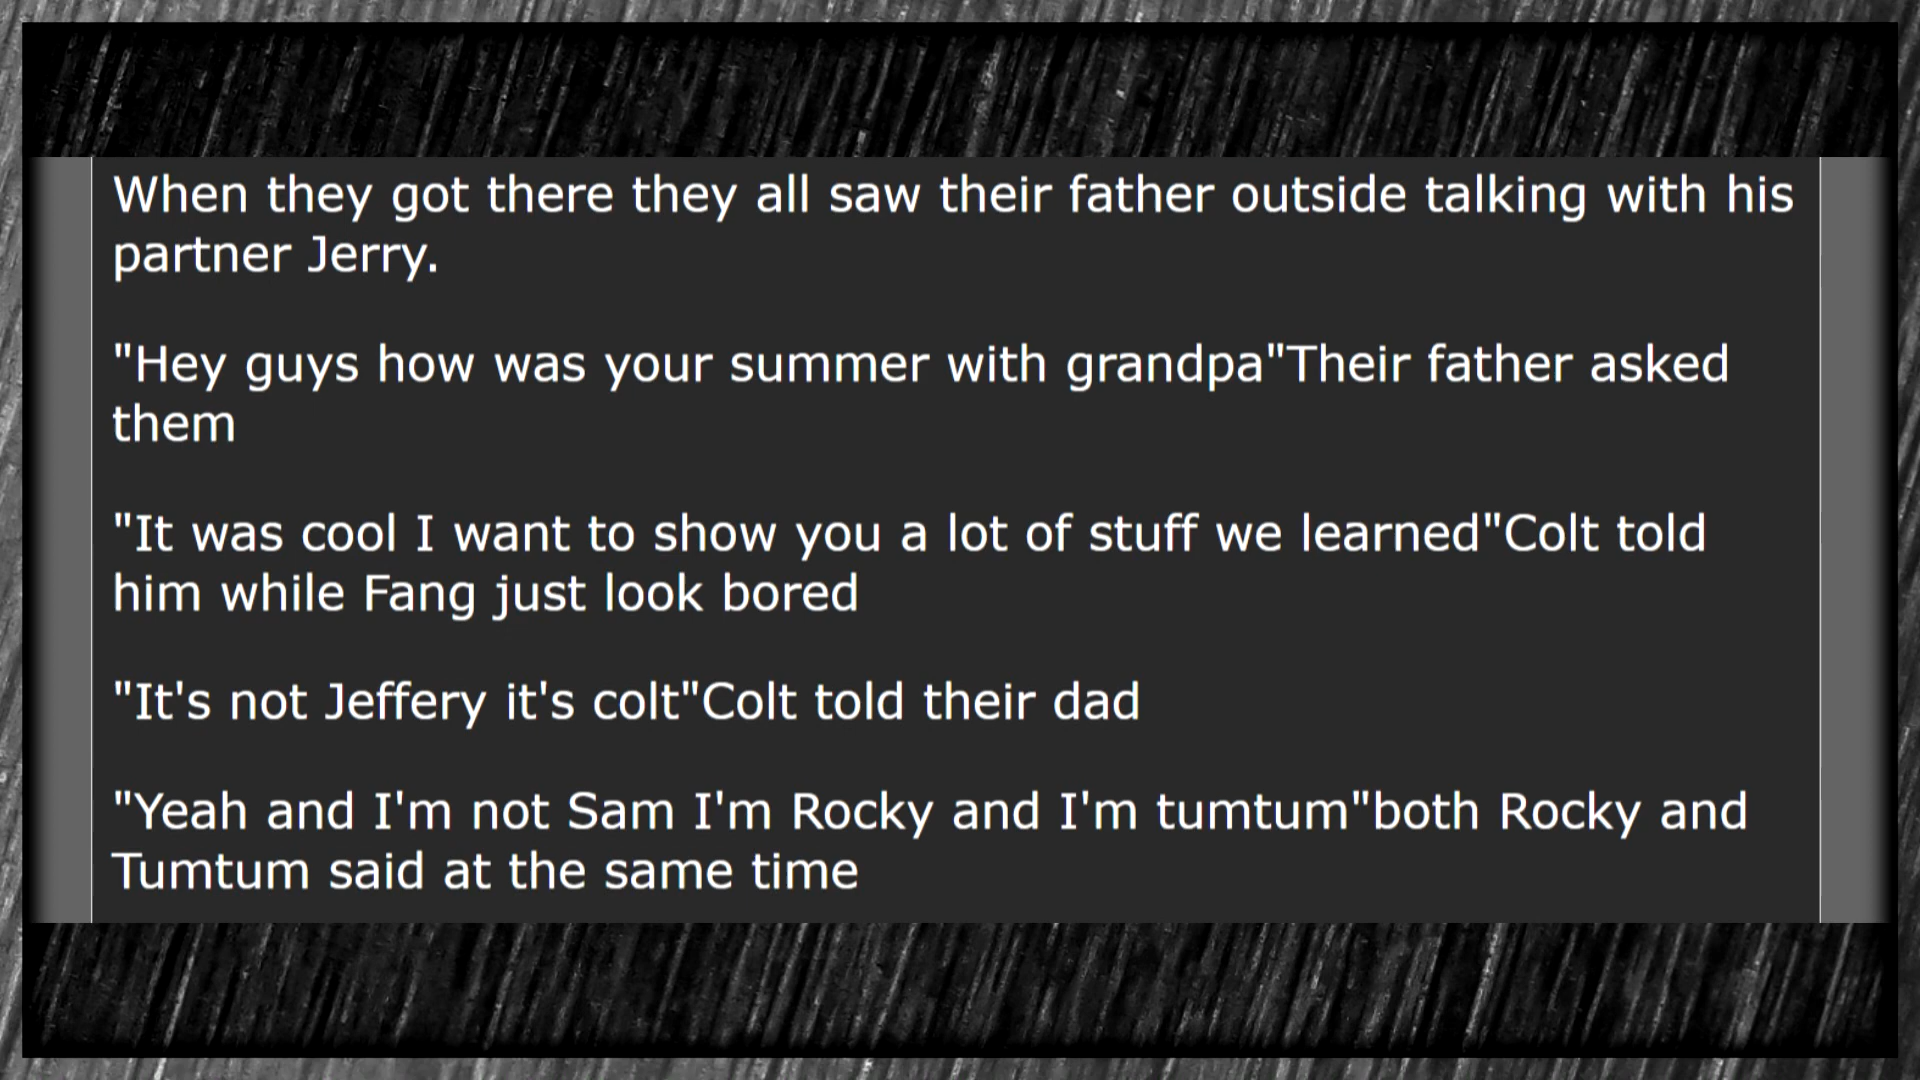 When they got there they all saw their father outside talking with his
partner Jerry.
"Hey guys how was your summer with grandpa"Their father asked
them
"It was cool I want to show you a lot of stuff we learned"Colt told
him while Fang just look bored
"It's not Jeffery it's colt"Colt told their dad
"Yeah and I'm not Sam I'm Rocky and I'm tumtum"both Rocky and
Tumtum said at the same time